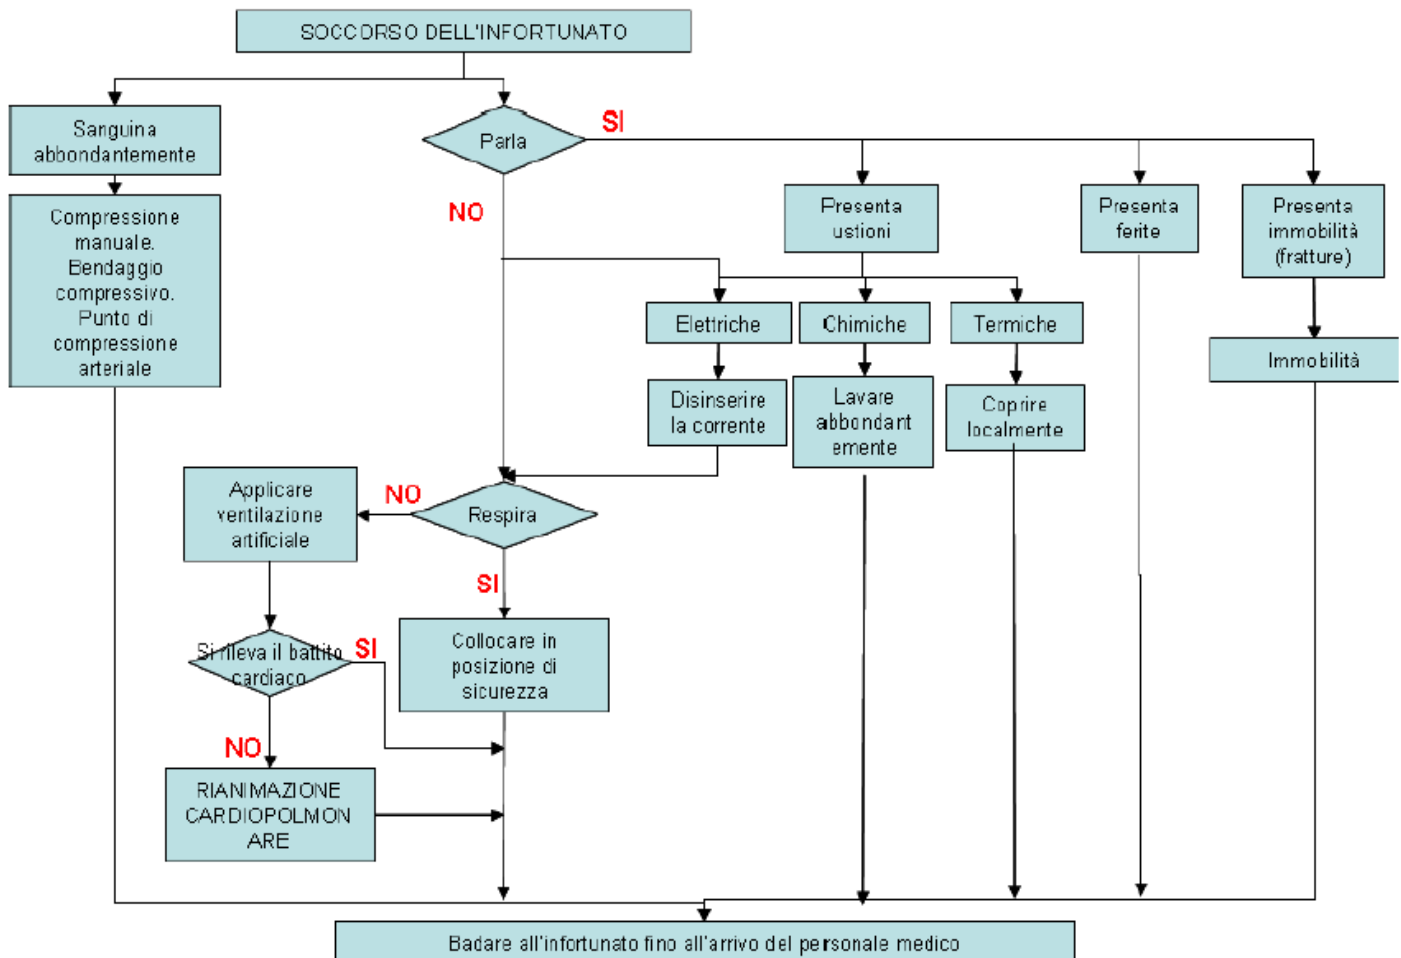 SOCCORSO DELL'INFORTUNATO
Sanguina
abbondantemente
Parla
SI
NO
Compressione
manuale.
Bendaggio
compressivo.
Punto di
compressione
arteriale
Presenta
ustioni
Presenta
ferite
Presenta
immobilità
(fratture)
Elettriche
Chimiche
Termiche
Immobilità
Disinserire
la corrente
Lavare
abbondant
emente
Coprire
localmente
Applicare
ventilazione
artificiale
NO
Respira
SI
Si rileva il battito
cardiaco
SI
Collocare in
posizione di
sicurezza
NO
RIANIMAZIONE
CARDIOPOLMON
ARE
Badare all'infortunato fino all'arrivo del personale medico